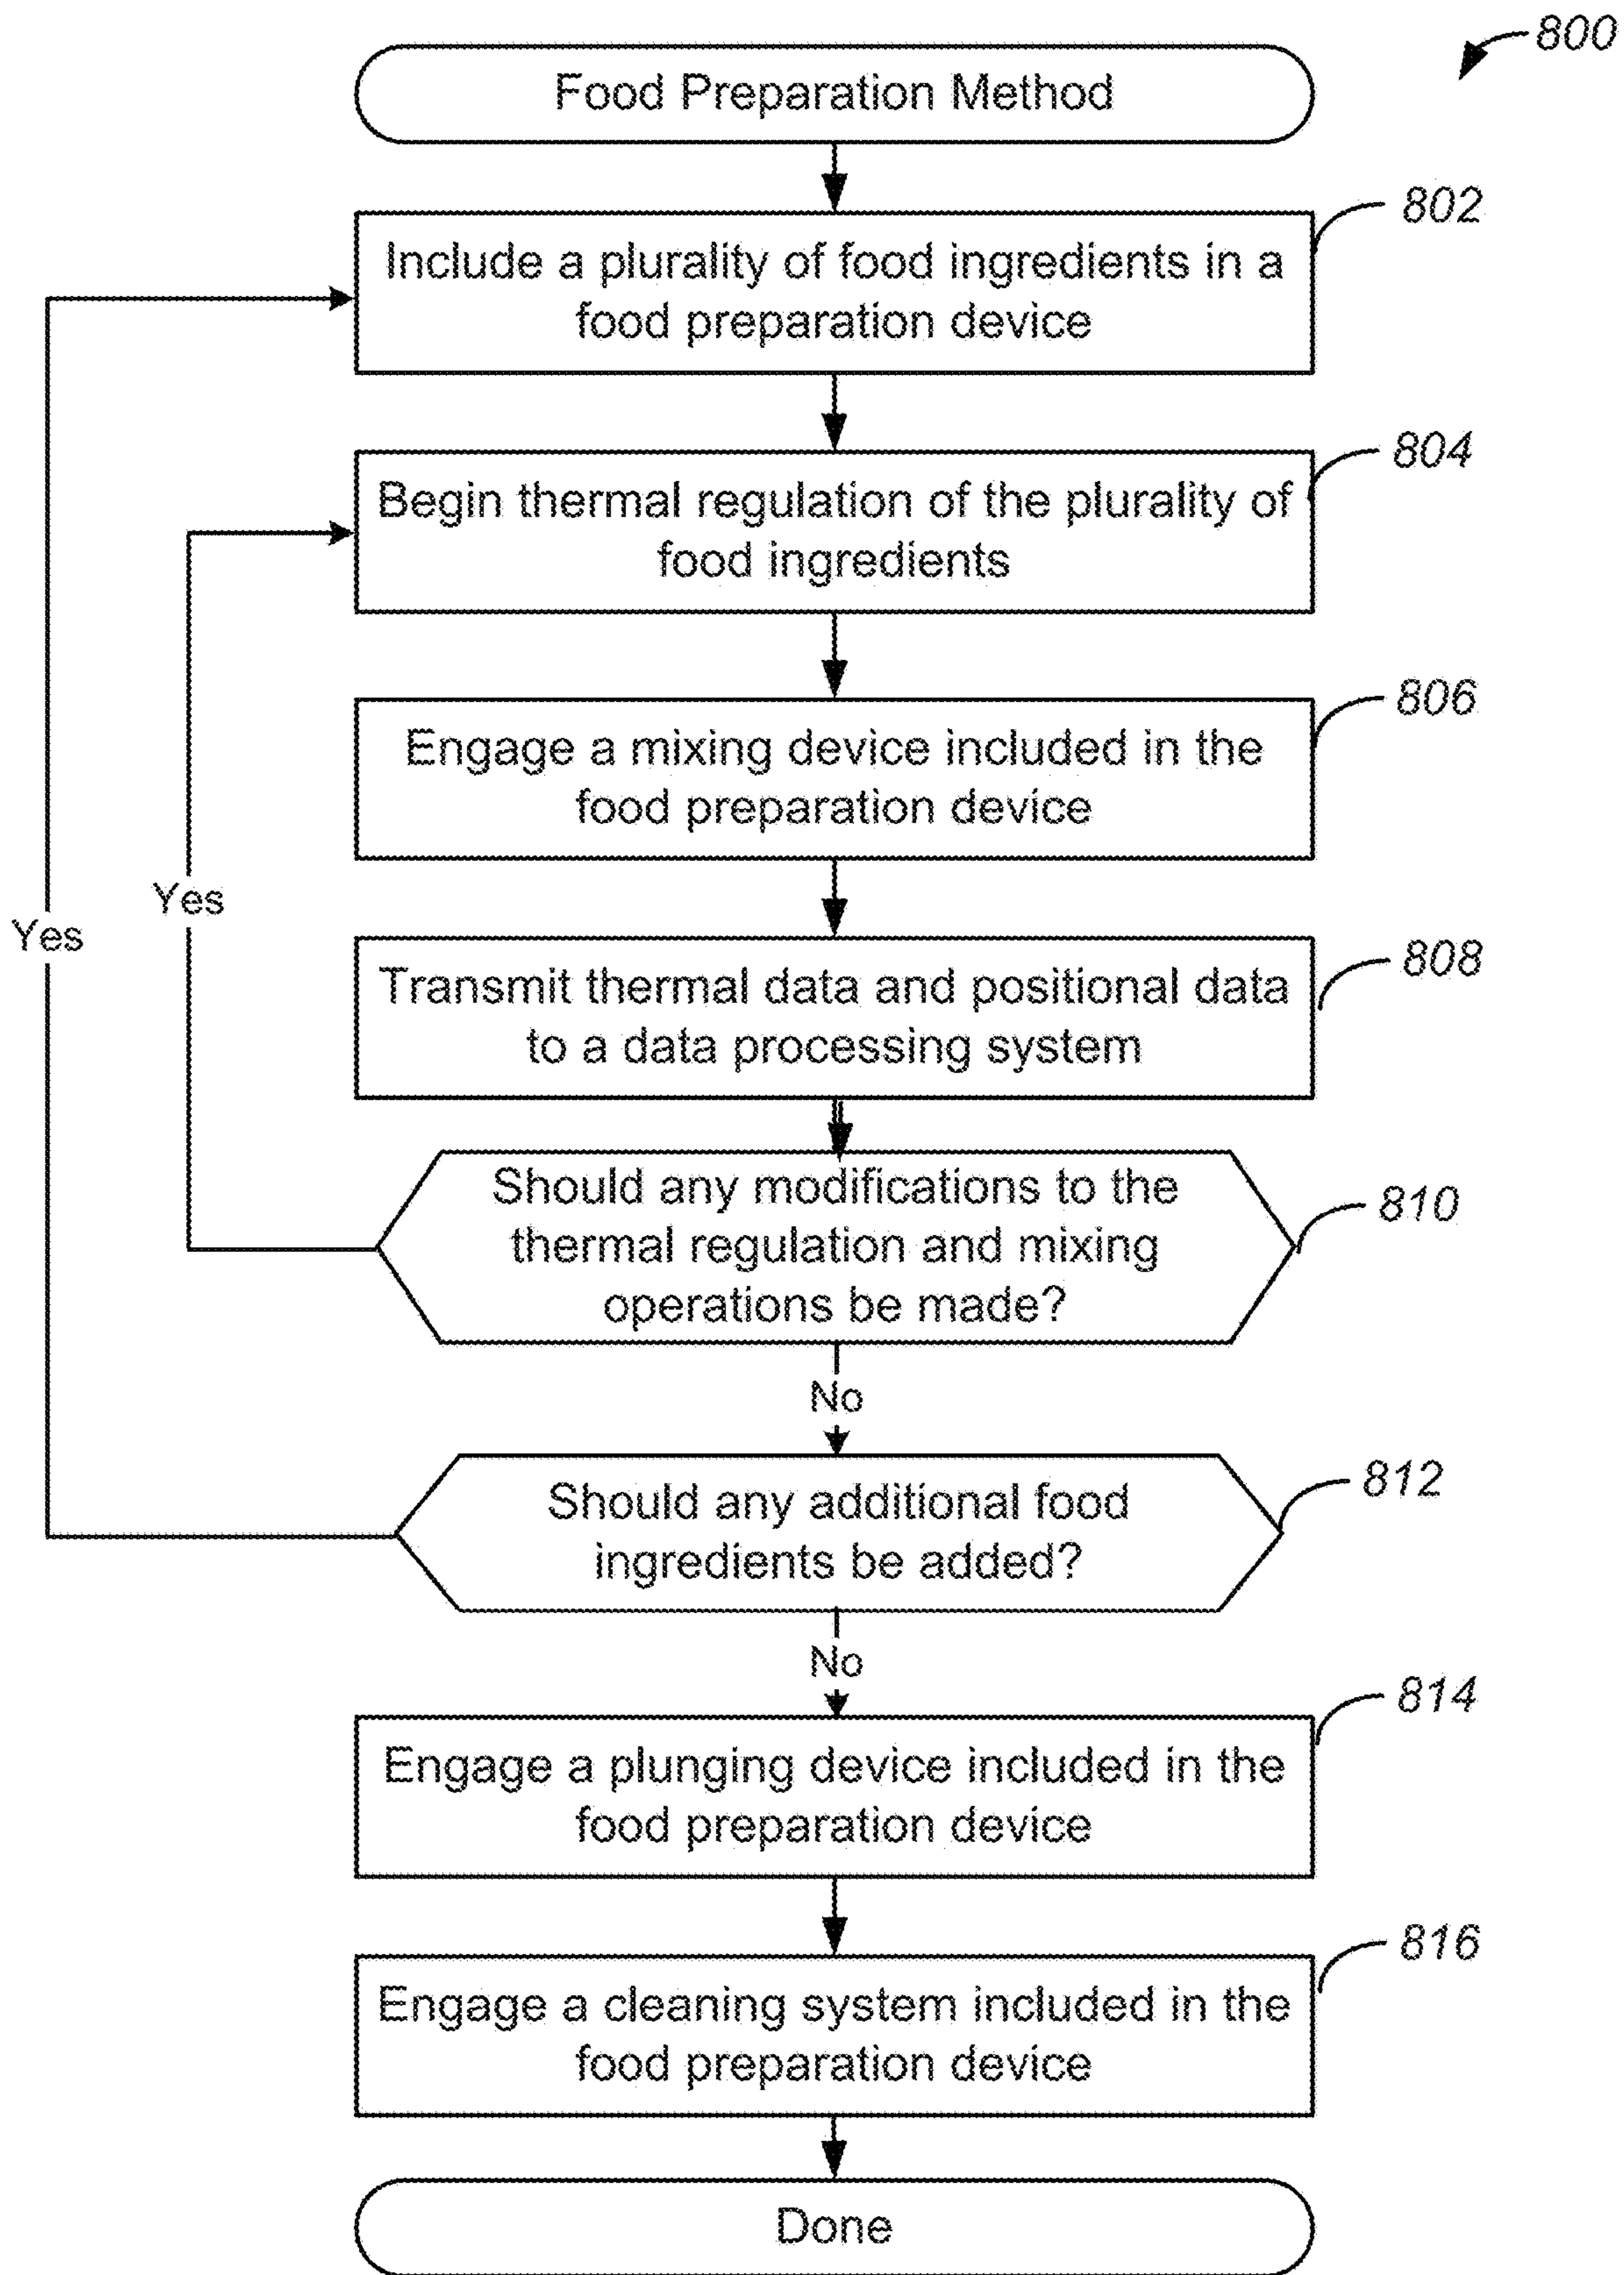 800
Food Preparation Method
802
Include a plurality of food ingredients in a
food preparation device
804
Begin thermal regulation of the plurality of
food ingredients
806
Engage a mixing device included in the
food preparation device
Yes
Yes
808
Transmit thermal data and positional data
to a data processing system
810
Should any modifications to the
thermal regulation and mixing
operations be made?
No
812
Should any additional food
ingredients be added?
No
814
Engage a plunging device included in the
food preparation device
816
Engage a cleaning system included in the
food preparation device
Done